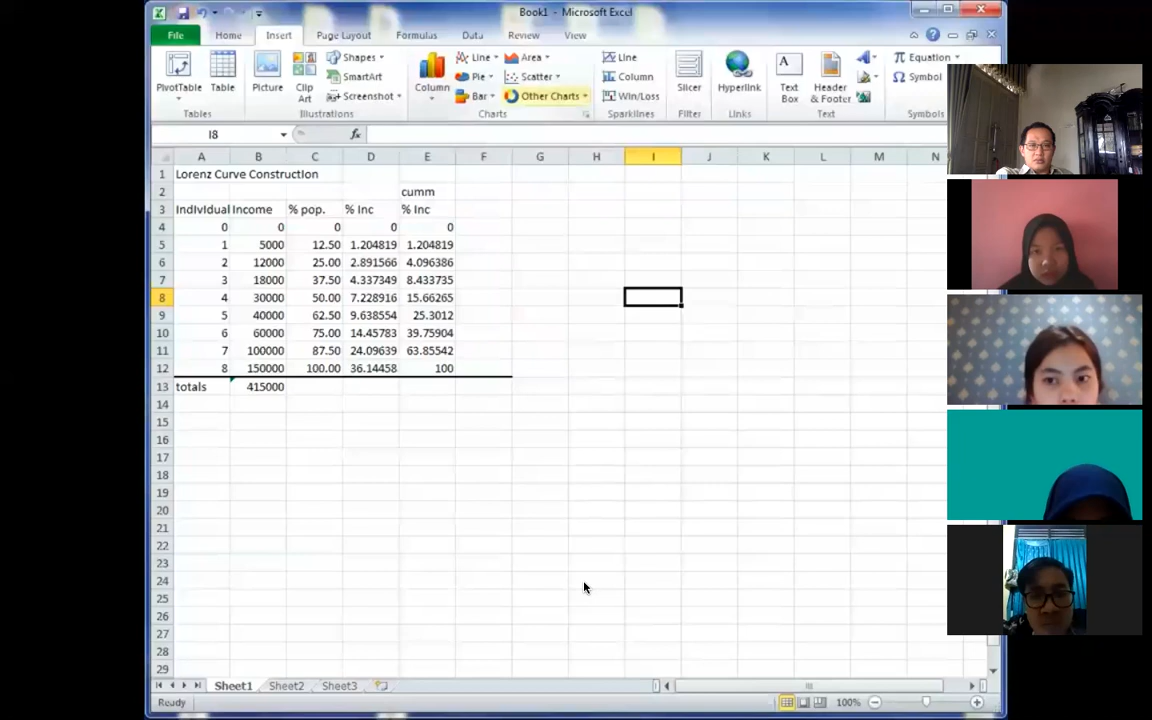 Book1 - Microsoft Excel
File Home Insert Page Layout Formulas Data Review View
PivotTable Table Picture Clip Art Shapes SmartArt Screenshot Column Line Pie Bar Area Scatter Other Charts Line Column Win/Loss Slicer Hyperlink Text Box Header & Footer Equation Symbol
Tables Illustrations Charts Sparklines Filter Links Text Symbols
I8 fx
A B C D E F G H I J K L M N
1 Lorenz Curve Construction
2 cumm
3 Individual Income % pop. % Inc % Inc
4 0 0 0 0 0
5 1 5000 12.50 1.204819 1.204819
6 2 12000 25.00 2.891566 4.096386
7 3 18000 37.50 4.337349 8.433735
8 4 30000 50.00 7.228916 15.66265
9 5 40000 62.50 9.638554 25.3012
10 6 60000 75.00 14.45783 39.75904
11 7 100000 87.50 24.09639 63.85542
12 8 150000 100.00 36.14458 100
13 totals 415000
14
15
16
17
18
19
20
21
22
23
24
25
26
27
28
29
Sheet1 Sheet2 Sheet3
Ready 100%